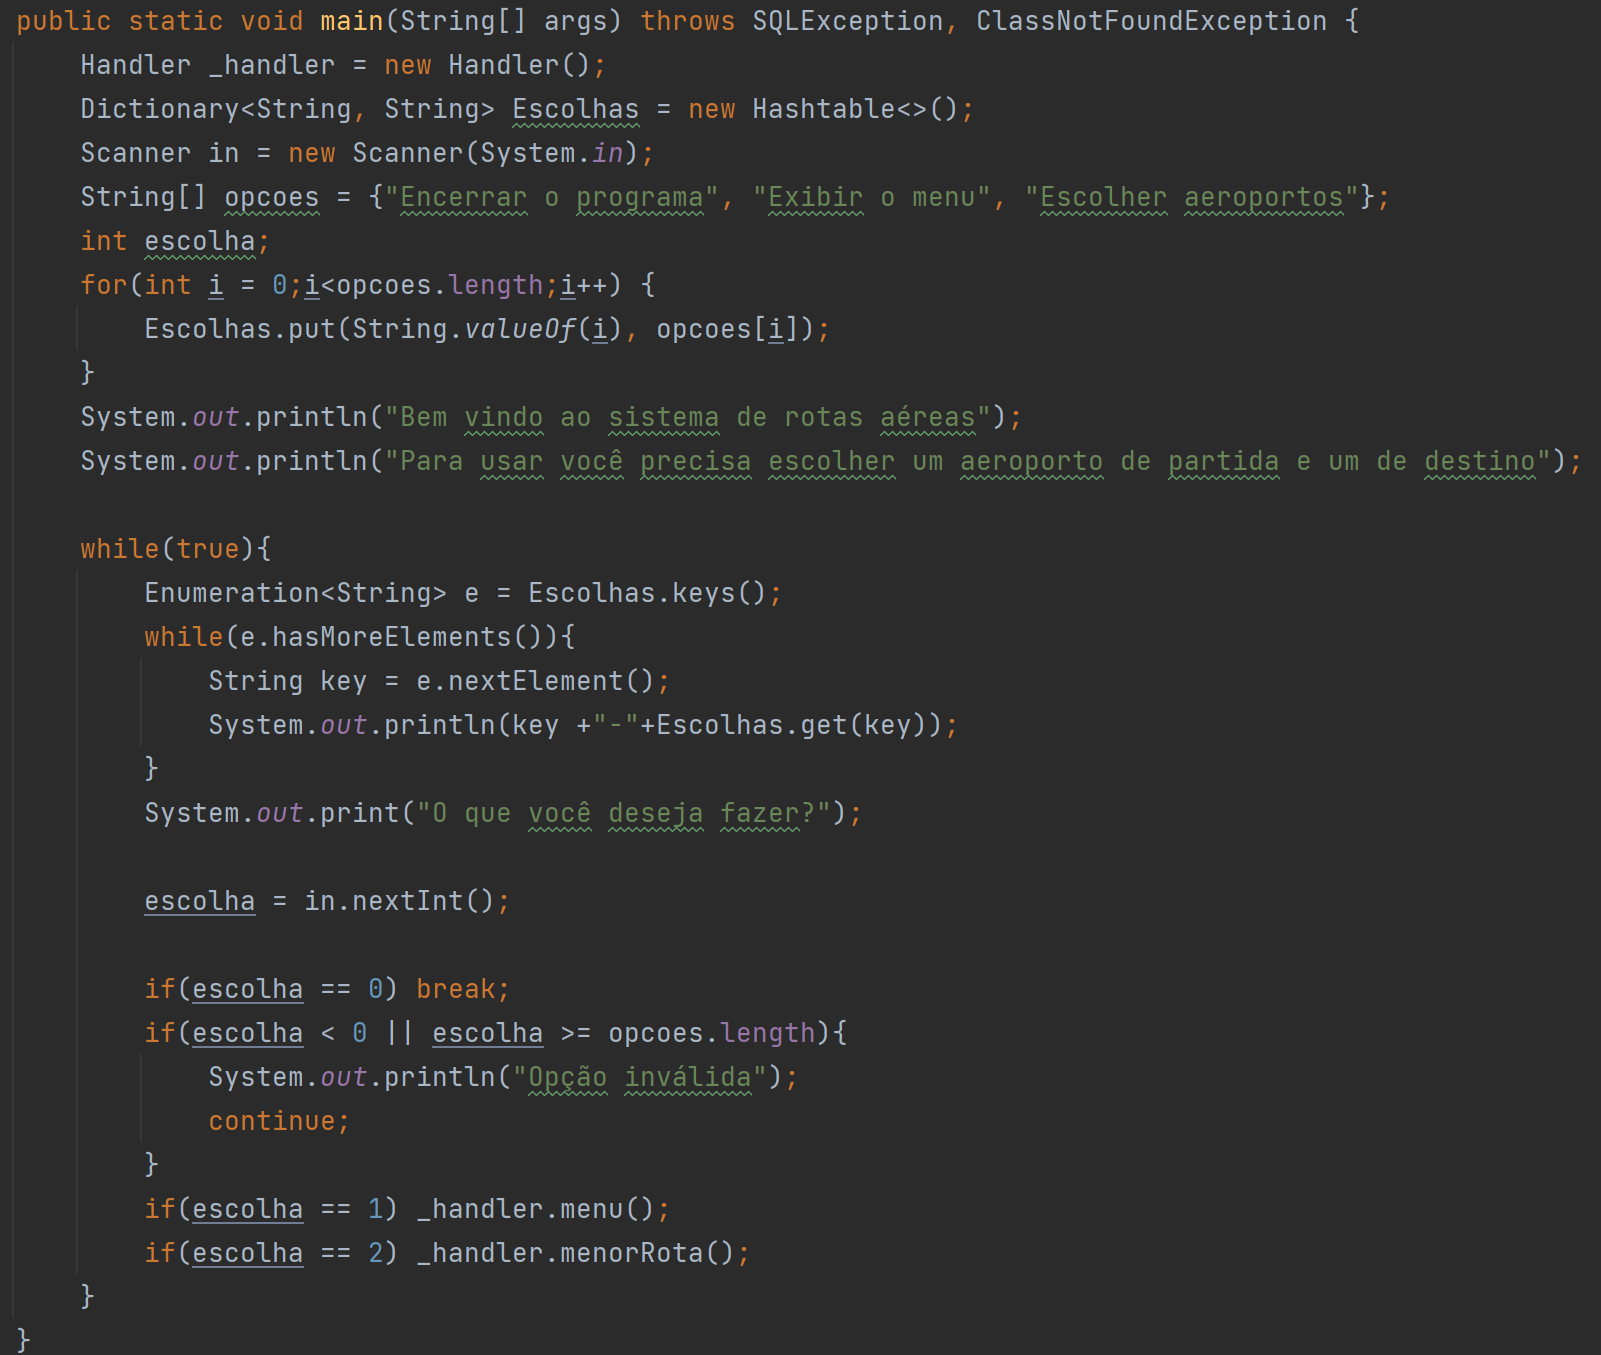 public static void main(String[] args) throws SQLException, ClassNotFoundException {
    Handler _handler = new Handler();
    Dictionary<String, String> Escolhas = new Hashtable<>();
    Scanner in = new Scanner(System.in);
    String[] opcoes = {"Encerrar o programa", "Exibir o menu", "Escolher aeroportos"};
    int escolha;
    for(int i = 0;i<opcoes.length;i++) {
        Escolhas.put(String.valueOf(i), opcoes[i]);
    }
    System.out.println("Bem vindo ao sistema de rotas aéreas");
    System.out.println("Para usar você precisa escolher um aeroporto de partida e um de destino");

    while(true){
        Enumeration<String> e = Escolhas.keys();
        while(e.hasMoreElements()){
            String key = e.nextElement();
            System.out.println(key +"-"+Escolhas.get(key));
        }
        System.out.print("O que você deseja fazer?");

        escolha = in.nextInt();

        if(escolha == 0) break;
        if(escolha < 0 || escolha >= opcoes.length){
            System.out.println("Opção inválida");
            continue;
        }
        if(escolha == 1) _handler.menu();
        if(escolha == 2) _handler.menorRota();
    }
}